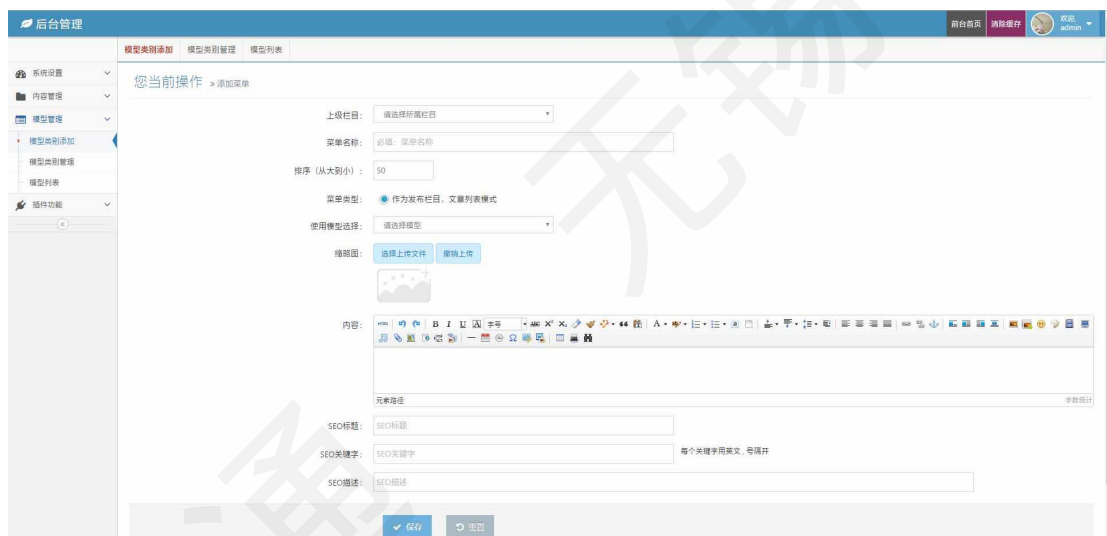 后台管理
前台首页 清除缓存 欢迎, admin
模型类别添加 模型类别管理 模型列表
系统设置
内容管理
模型管理
模型类别添加
模型类别管理
模型列表
插件功能
您当前操作 » 添加菜单
上级栏目: 请选择所属栏目
菜单名称: 必填：菜单名称
排序（从大到小）: 50
菜单类型: 作为发布栏目，文章列表模式
使用模型选择: 请选择模型
缩略图: 选择上传文件 撤销上传
内容: HTML B I U A 字号 ABC X² X₂
元素路径 字数统计
SEO标题: SEO标题
SEO关键字: SEO关键字 每个关键字用英文 , 号隔开
SEO描述: SEO描述
保存 重置
无锡
通